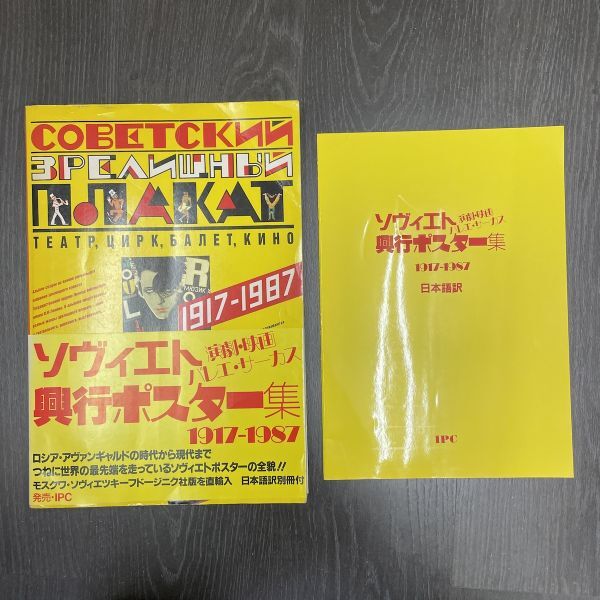 СОВЕТСКИЙ
ЗРЕЛИЩНЫЙ
ПЛАКАТ
ТЕАТР, ЦИРК, БАЛЕТ, КИНО
1917-1987
ソヴィエト
演劇・映画
バレエ・サーカス
興行ポスター集
1917-1987
ロシア・アヴァンギャルドの時代から現代まで
つねに世界の最先端を走っているソヴィエトポスターの全貌!!
モスクワ・ソヴィエツキーフドージニク社版を直輸入 日本語訳別冊付
発売・IPC
ソヴィエト
演劇・映画
バレエ・サーカス
興行ポスター集
1917-1987
日本語訳
IPC